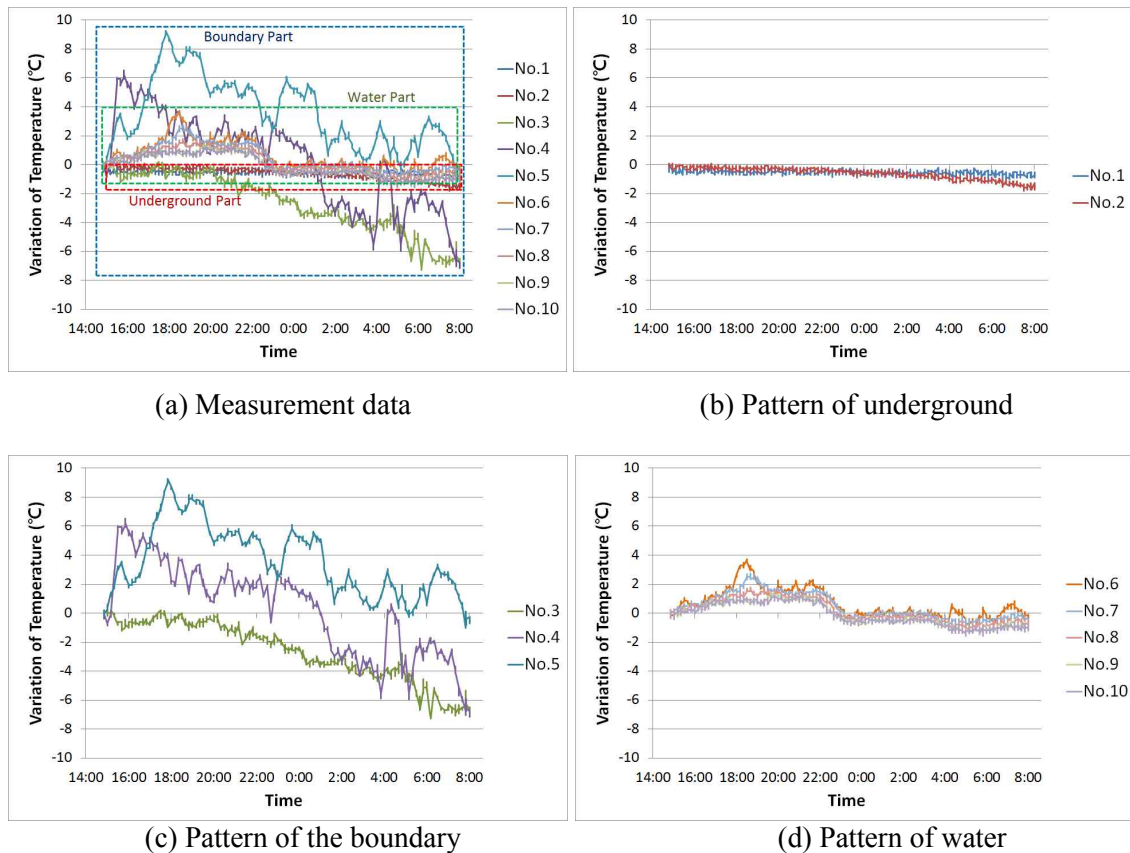 10
8
6
4
2
0
-2
-4
-6
-8
-10
Variation of Temperature (℃)
Boundary Part
Water Part
Underground Part
14:00 16:00 18:00 20:00 22:00 0:00 2:00 4:00 6:00 8:00
Time
No.1
No.2
No.3
No.4
No.5
No.6
No.7
No.8
No.9
No.10
(a) Measurement data
10
8
6
4
2
0
-2
-4
-6
-8
-10
Variation of Temperature (℃)
14:00 16:00 18:00 20:00 22:00 0:00 2:00 4:00 6:00 8:00
Time
No.1
No.2
(b) Pattern of underground
10
8
6
4
2
0
-2
-4
-6
-8
-10
Variation of Temperature (℃)
14:00 16:00 18:00 20:00 22:00 0:00 2:00 4:00 6:00 8:00
Time
No.3
No.4
No.5
(c) Pattern of the boundary
10
8
6
4
2
0
-2
-4
-6
-8
-10
Variation of Temperature (℃)
14:00 16:00 18:00 20:00 22:00 0:00 2:00 4:00 6:00 8:00
Time
No.6
No.7
No.8
No.9
No.10
(d) Pattern of water